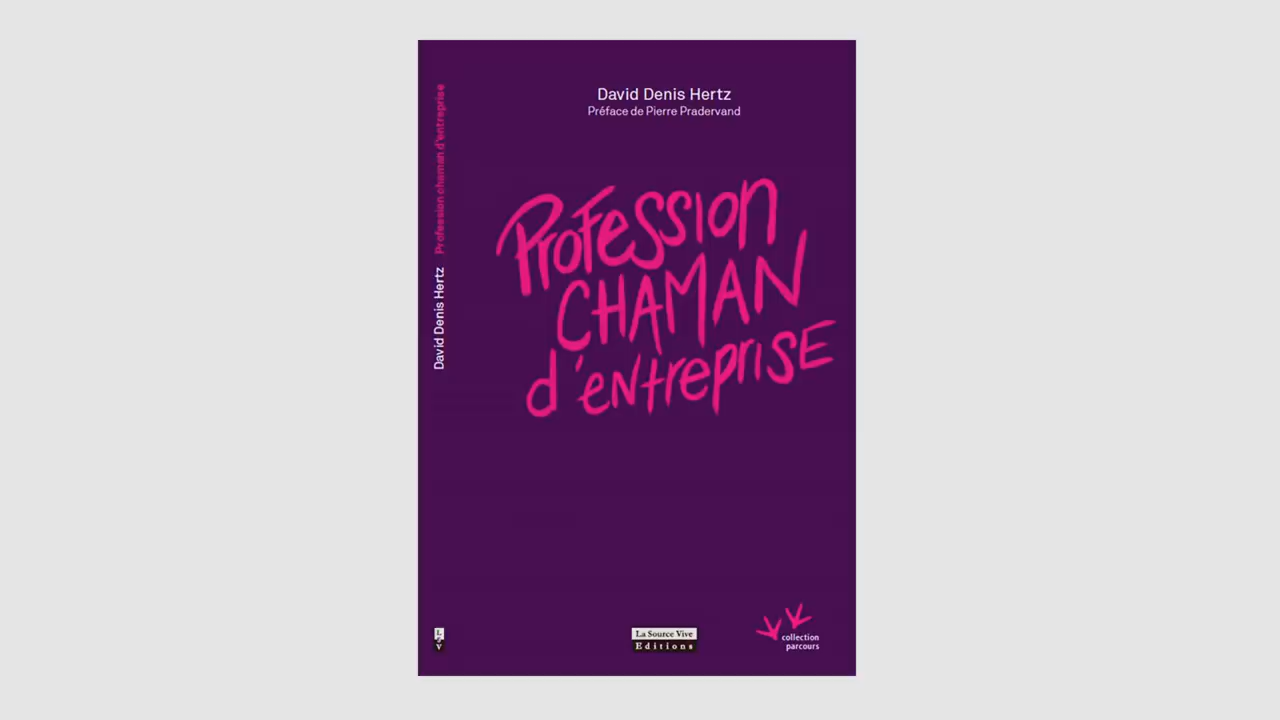 David Denis Hertz
Préface de Pierre Pradervand
Profession
CHAMAN
d'entreprise
David Denis Hertz Profession chaman d'entreprise
La Source Vive
Editions
collection
parcours
L
S
V